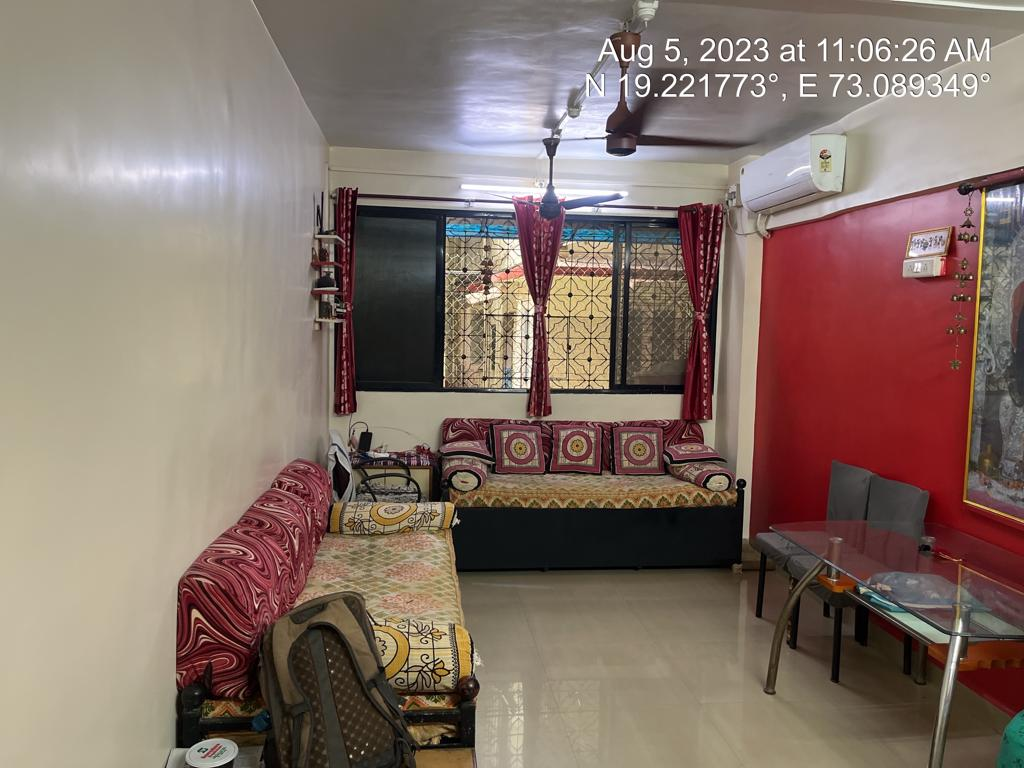 Aug 5, 2023 at 11:06:26 AM
N 19.221773°, E 73.089349°